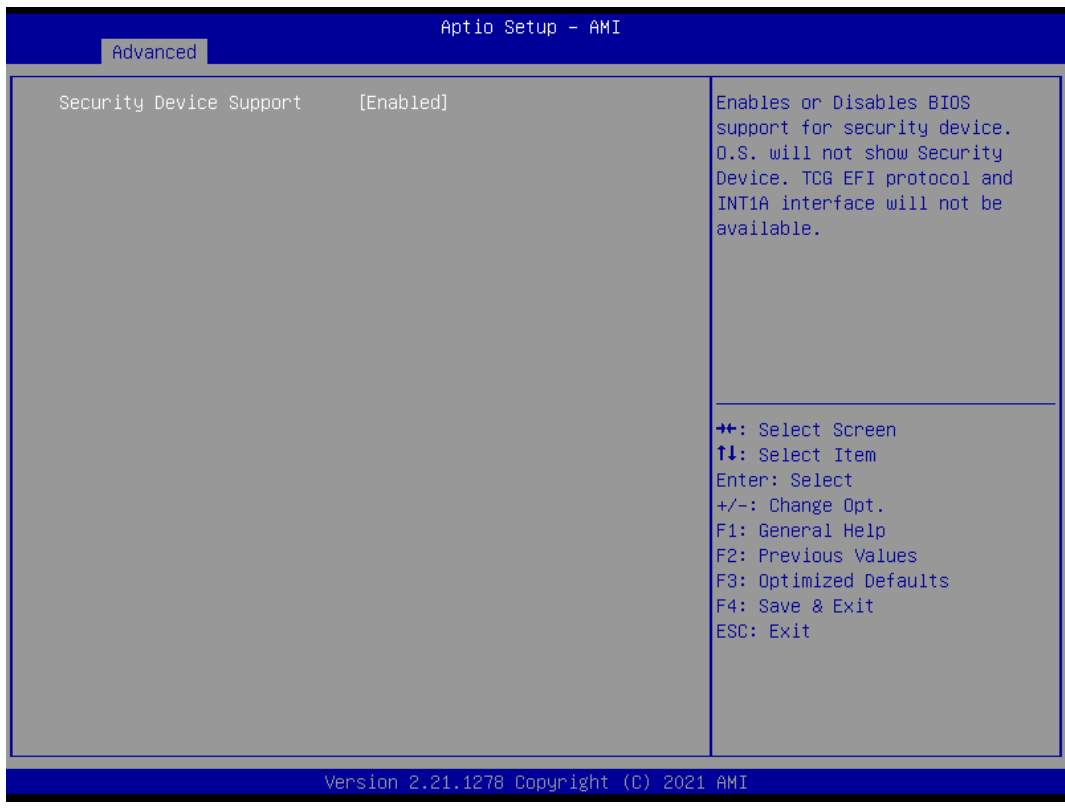 Aptio Setup – AMI
Advanced
Security Device Support [Enabled]
Enables or Disables BIOS
support for security device.
O.S. will not show Security
Device. TCG EFI protocol and
INT1A interface will not be
available.
→←: Select Screen
↑↓: Select Item
Enter: Select
+/-: Change Opt.
F1: General Help
F2: Previous Values
F3: Optimized Defaults
F4: Save & Exit
ESC: Exit
Version 2.21.1278 Copyright (C) 2021 AMI